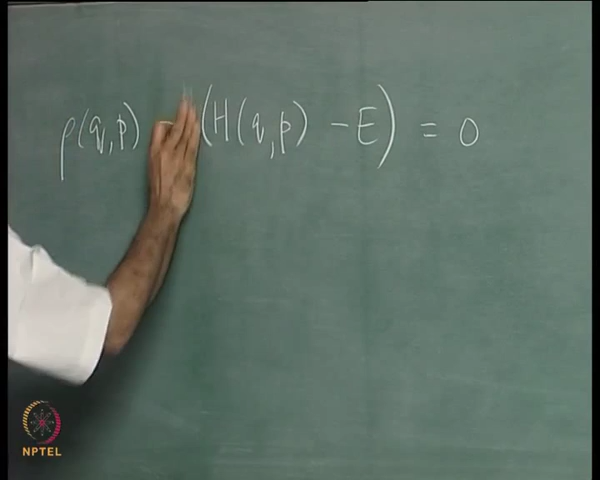 ρ(q,p) (H(q,p) - E) = 0
NPTEL